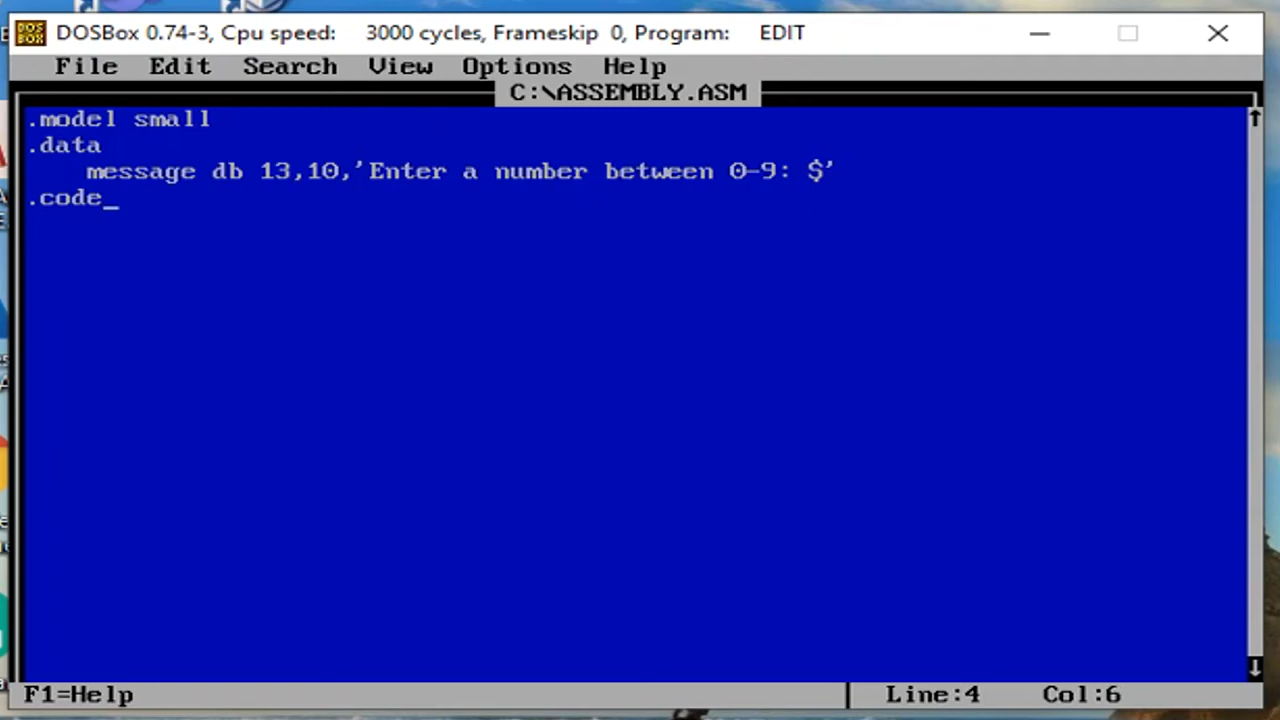 DOSBox 0.74-3, Cpu speed: 3000 cycles, Frameskip 0, Program: EDIT
File Edit Search View Options Help
C:\ASSEMBLY.ASM
.model small
.data
message db 13,10,'Enter a number between 0-9: $'
.code_
F1=Help Line:4 Col:6